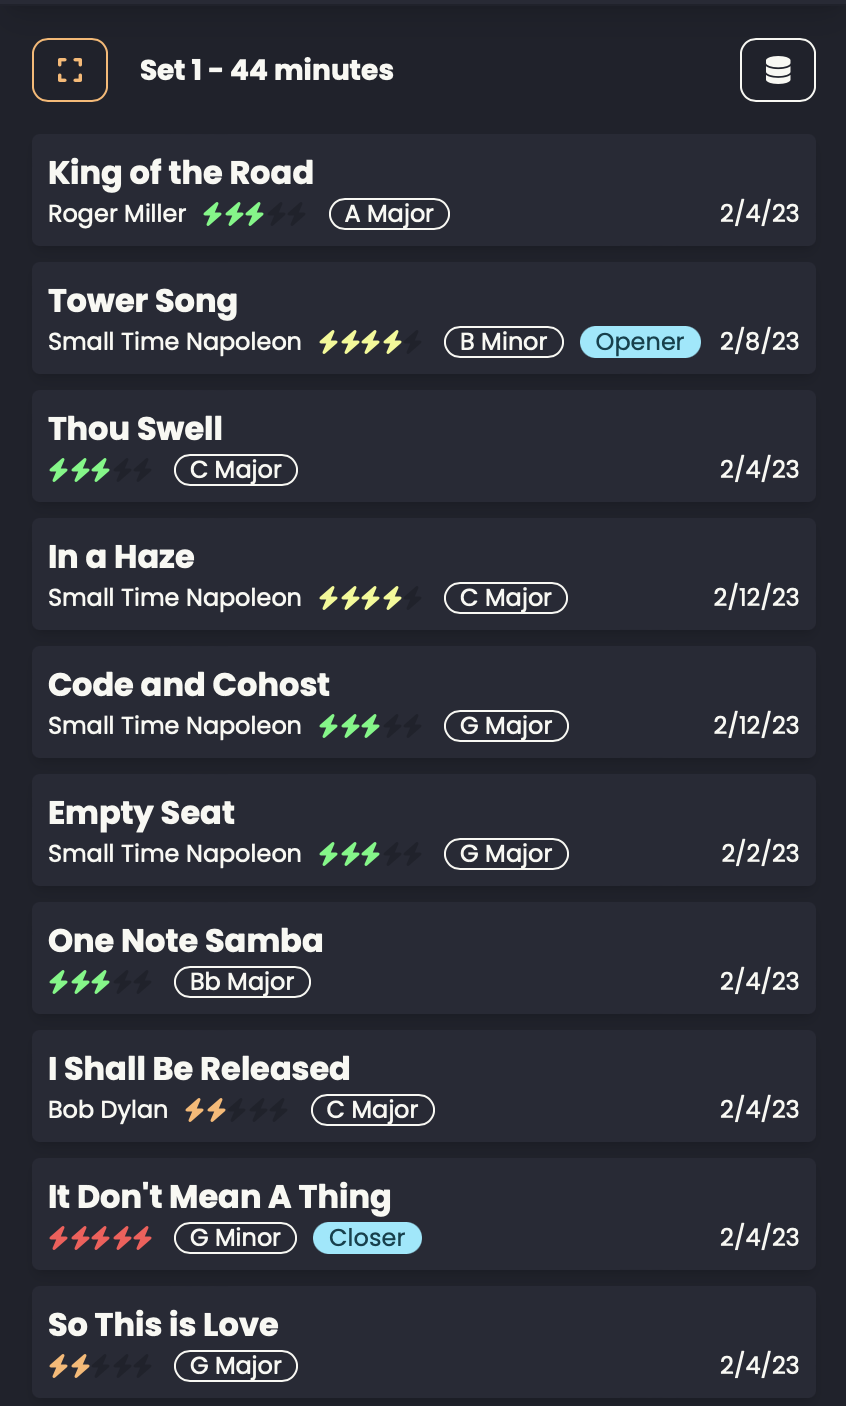 Set 1 - 44 minutes
King of the Road
Roger Miller A Major 2/4/23
Tower Song
Small Time Napoleon B Minor Opener 2/8/23
Thou Swell
C Major 2/4/23
In a Haze
Small Time Napoleon C Major 2/12/23
Code and Cohost
Small Time Napoleon G Major 2/12/23
Empty Seat
Small Time Napoleon G Major 2/2/23
One Note Samba
Bb Major 2/4/23
I Shall Be Released
Bob Dylan C Major 2/4/23
It Don't Mean A Thing
G Minor Closer 2/4/23
So This is Love
G Major 2/4/23